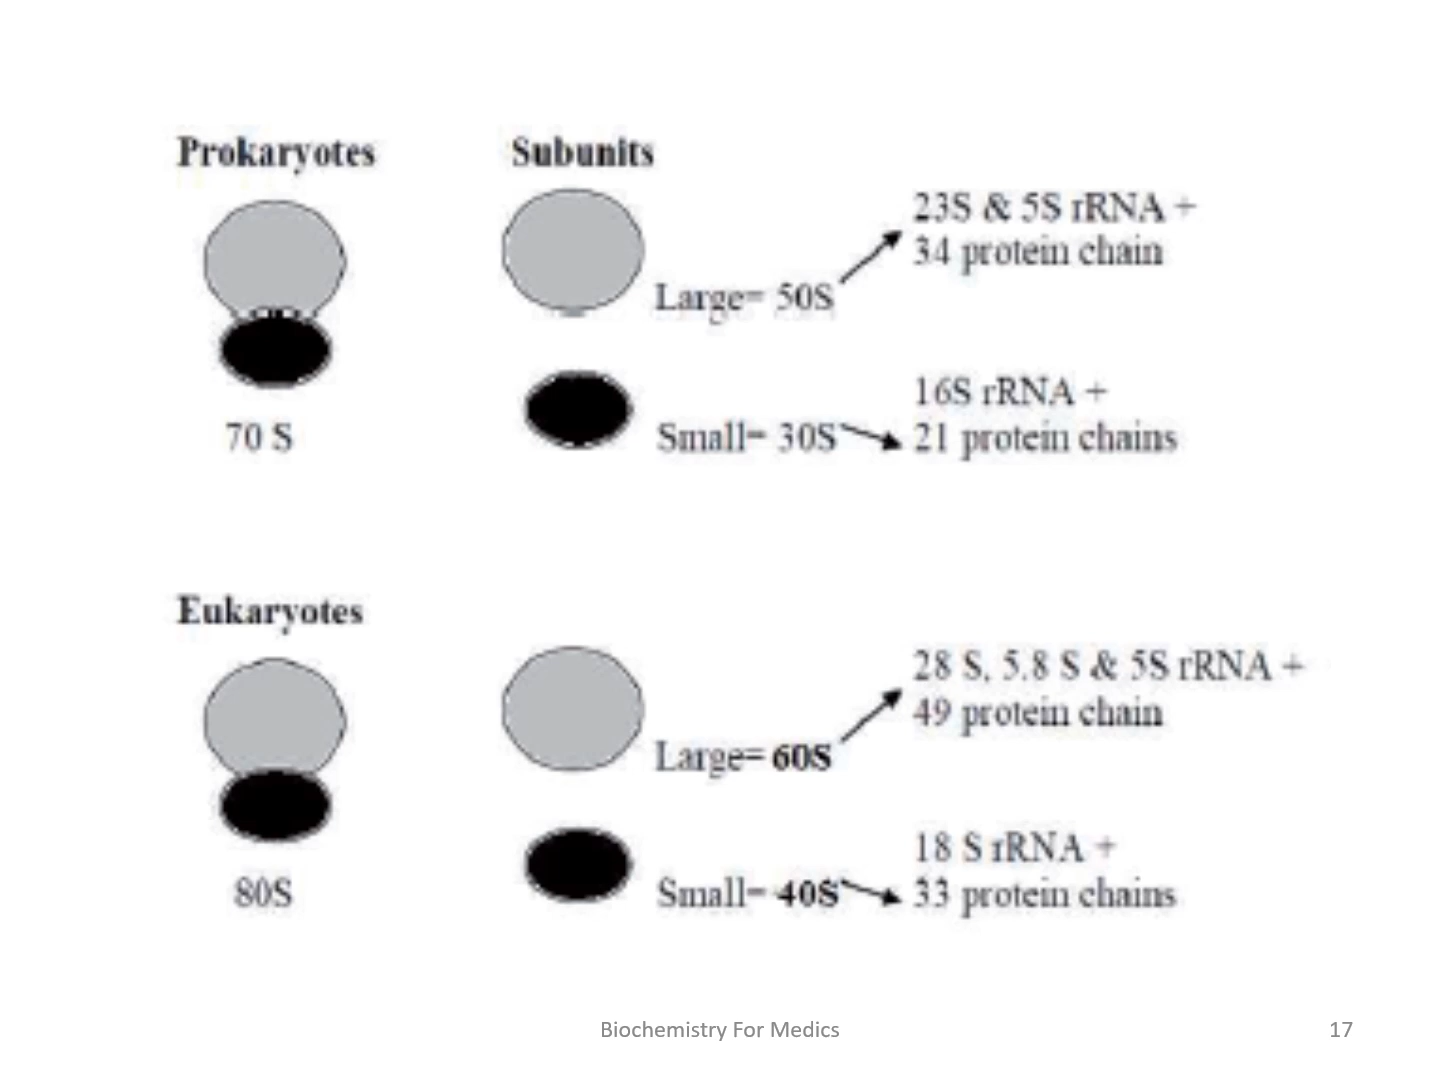 Prokaryotes
Subunits
23S & 5S rRNA +
34 protein chain
Large= 50S
16S rRNA +
21 protein chains
Small= 30S
70 S
Eukaryotes
28 S, 5.8 S & 5S rRNA +
49 protein chain
Large= 60S
18 S rRNA +
33 protein chains
Small= 40S
80S
Biochemistry For Medics
17